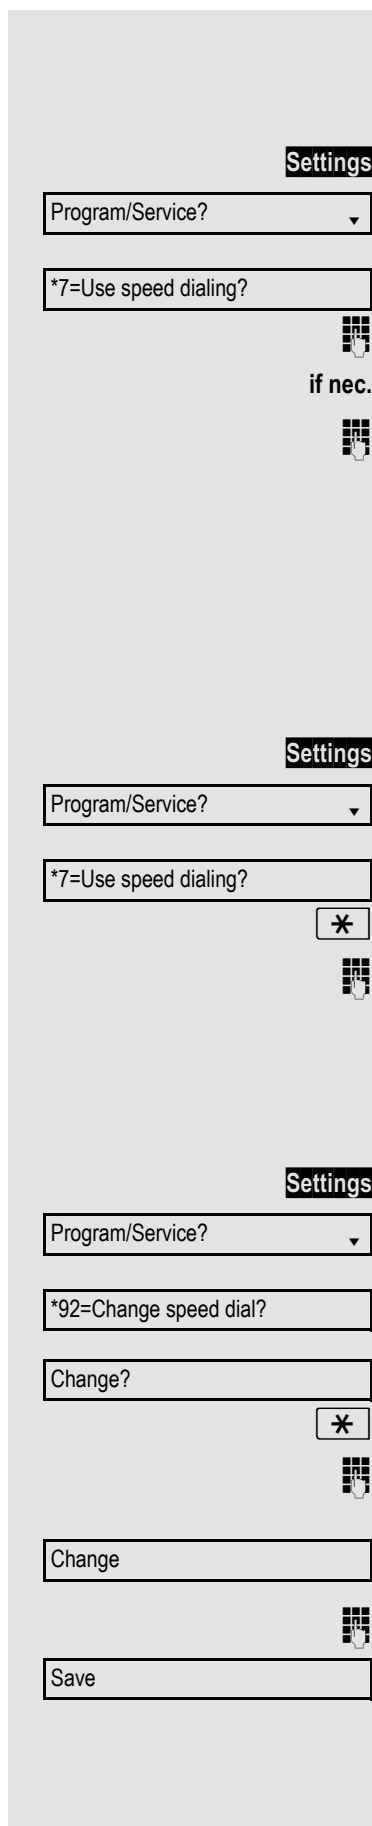 Settings
Program/Service?
*7=Use speed dialing?
if nec.
Settings
Program/Service?
*7=Use speed dialing?
Settings
Program/Service?
*92=Change speed dial?
Change?
Change
Save